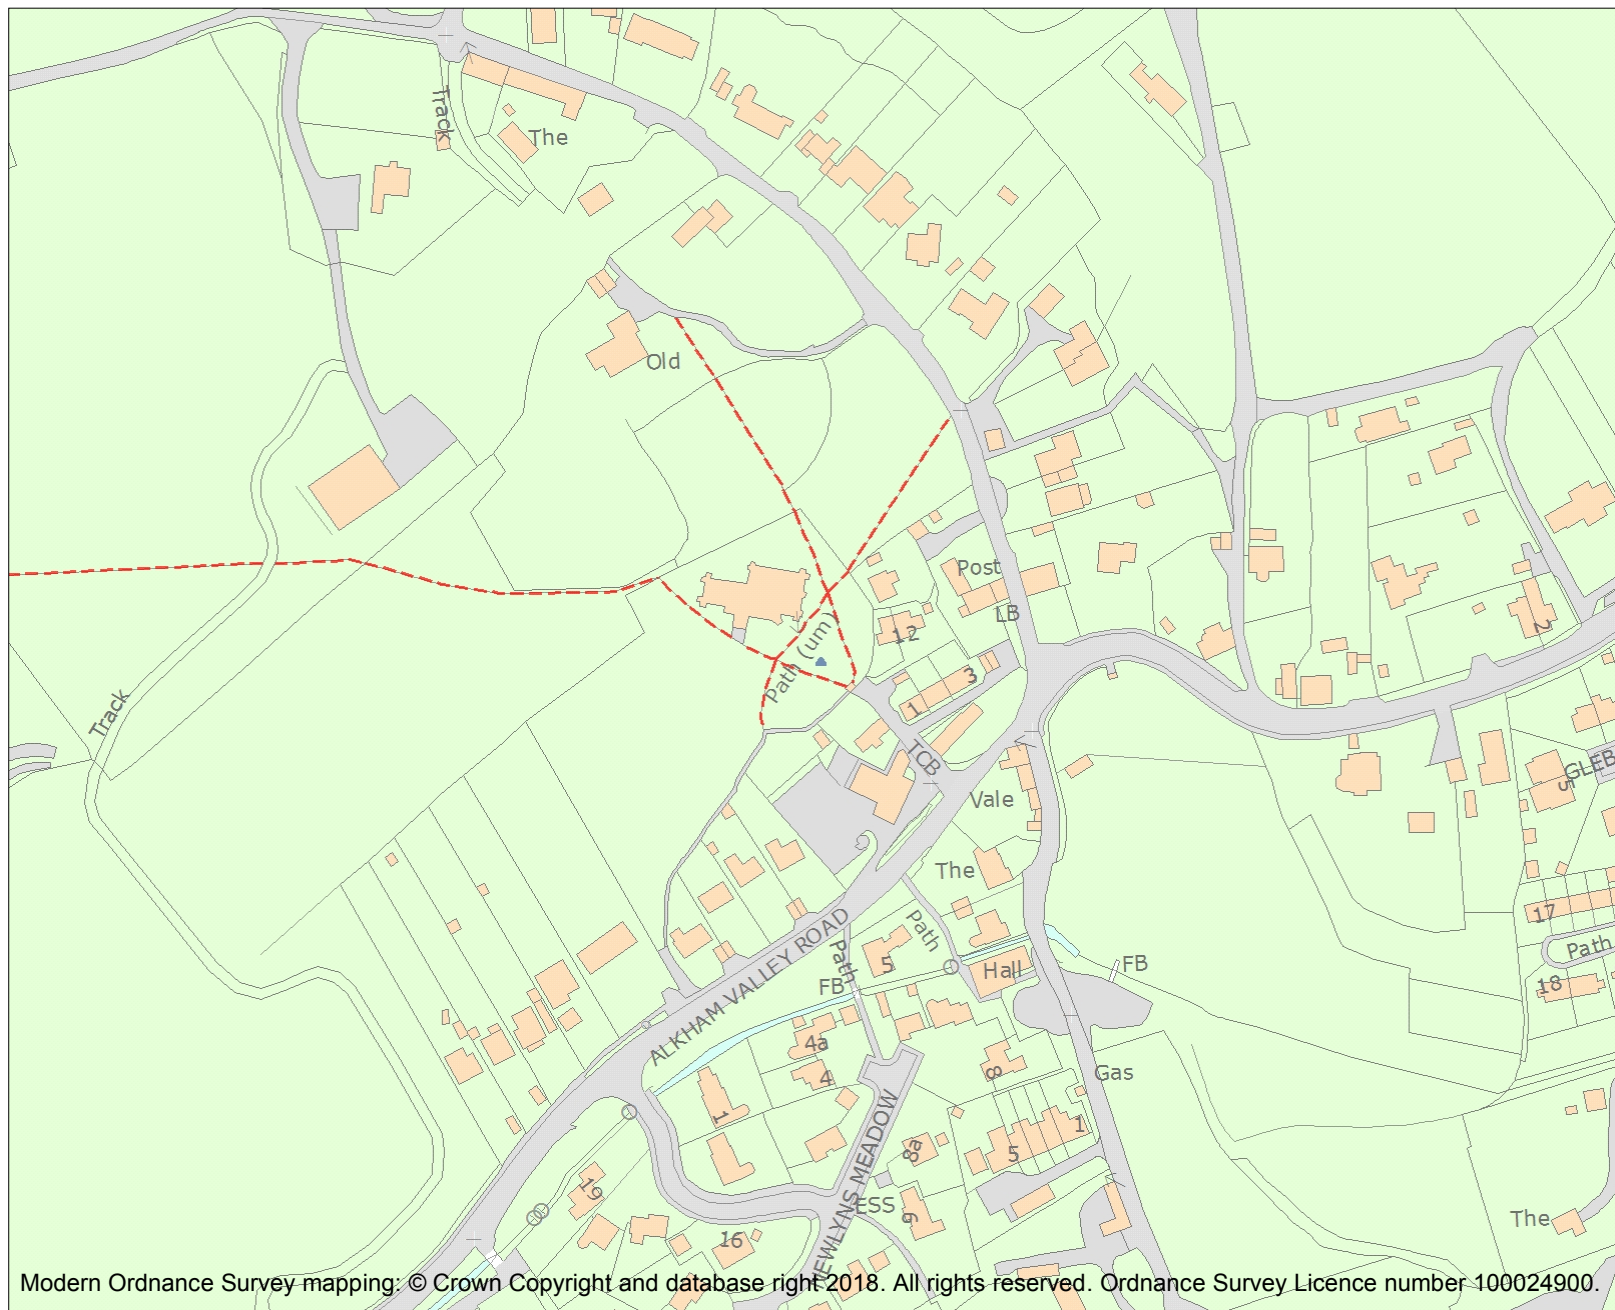 Track
The
Old
Post
LB
12
Path (um)
3
1
Track
TCB
2
GLEB
5
Vale
The
17
Path
Path
Path
5
Hall
FB
FB
18
ALKHAM VALLEY ROAD
4a
4
8
Gas
1
1
5
8a
NEWLYNS MEADOW
19
ESS
6
16
The
Modern Ordnance Survey mapping: © Crown Copyright and database right 2018. All rights reserved. Ordnance Survey Licence number 100024900.